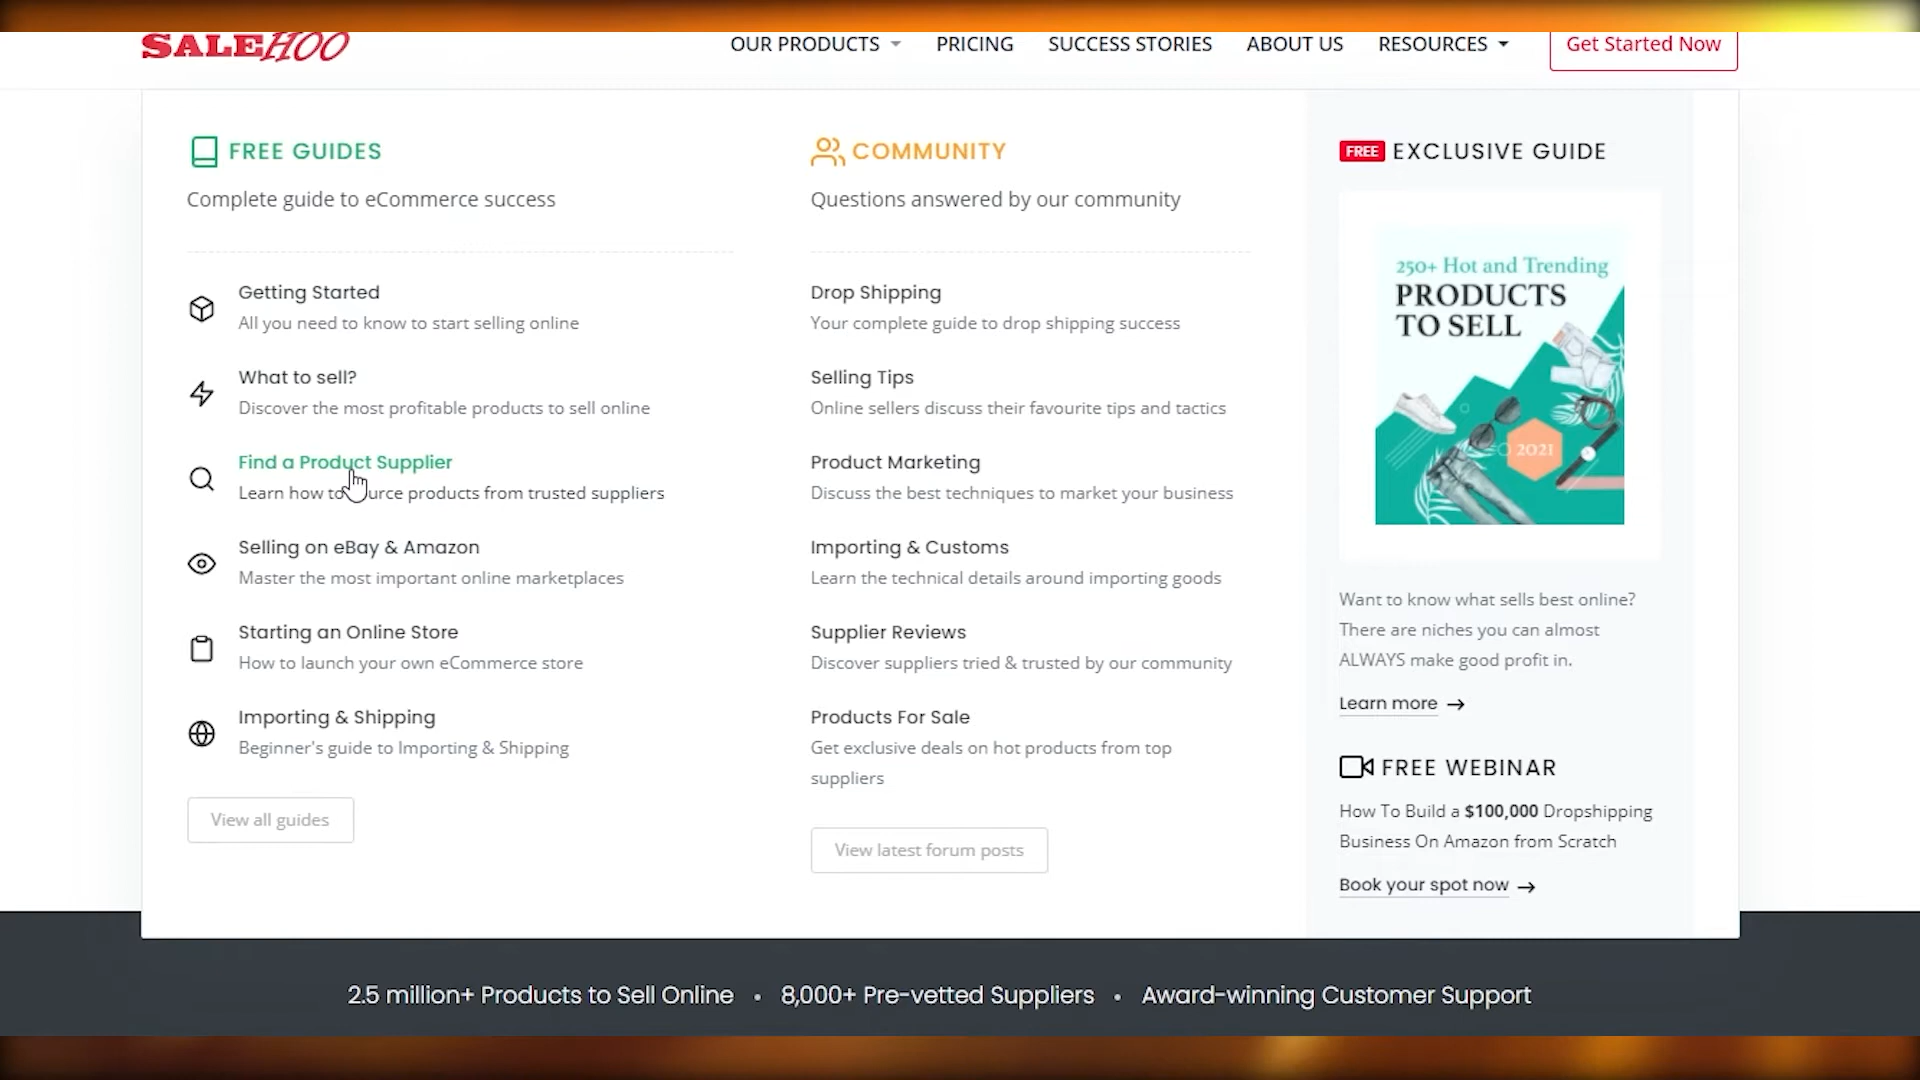 SALEHOO
OUR PRODUCTS
PRICING
SUCCESS STORIES
ABOUT US
RESOURCES
Get Started Now
FREE GUIDES
Complete guide to eCommerce success
Getting Started
All you need to know to start selling online
What to sell?
Discover the most profitable products to sell online
Find a Product Supplier
Learn how to urce products from trusted suppliers
Selling on eBay & Amazon
Master the most important online marketplaces
Starting an Online Store
How to launch your own eCommerce store
Importing & Shipping
Beginner's guide to Importing & Shipping
View all guides
COMMUNITY
Questions answered by our community
Drop Shipping
Your complete guide to drop shipping success
Selling Tips
Online sellers discuss their favourite tips and tactics
Product Marketing
Discuss the best techniques to market your business
Importing & Customs
Learn the technical details around importing goods
Supplier Reviews
Discover suppliers tried & trusted by our community
Products For Sale
Get exclusive deals on hot products from top
suppliers
View latest forum posts
FREE EXCLUSIVE GUIDE
250+ Hot and Trending
PRODUCTS
TO SELL
2021
Want to know what sells best online?
There are niches you can almost
ALWAYS make good profit in.
Learn more →
FREE WEBINAR
How To Build a $100,000 Dropshipping
Business On Amazon from Scratch
Book your spot now →
2.5 million+ Products to Sell Online • 8,000+ Pre-vetted Suppliers • Award-winning Customer Support